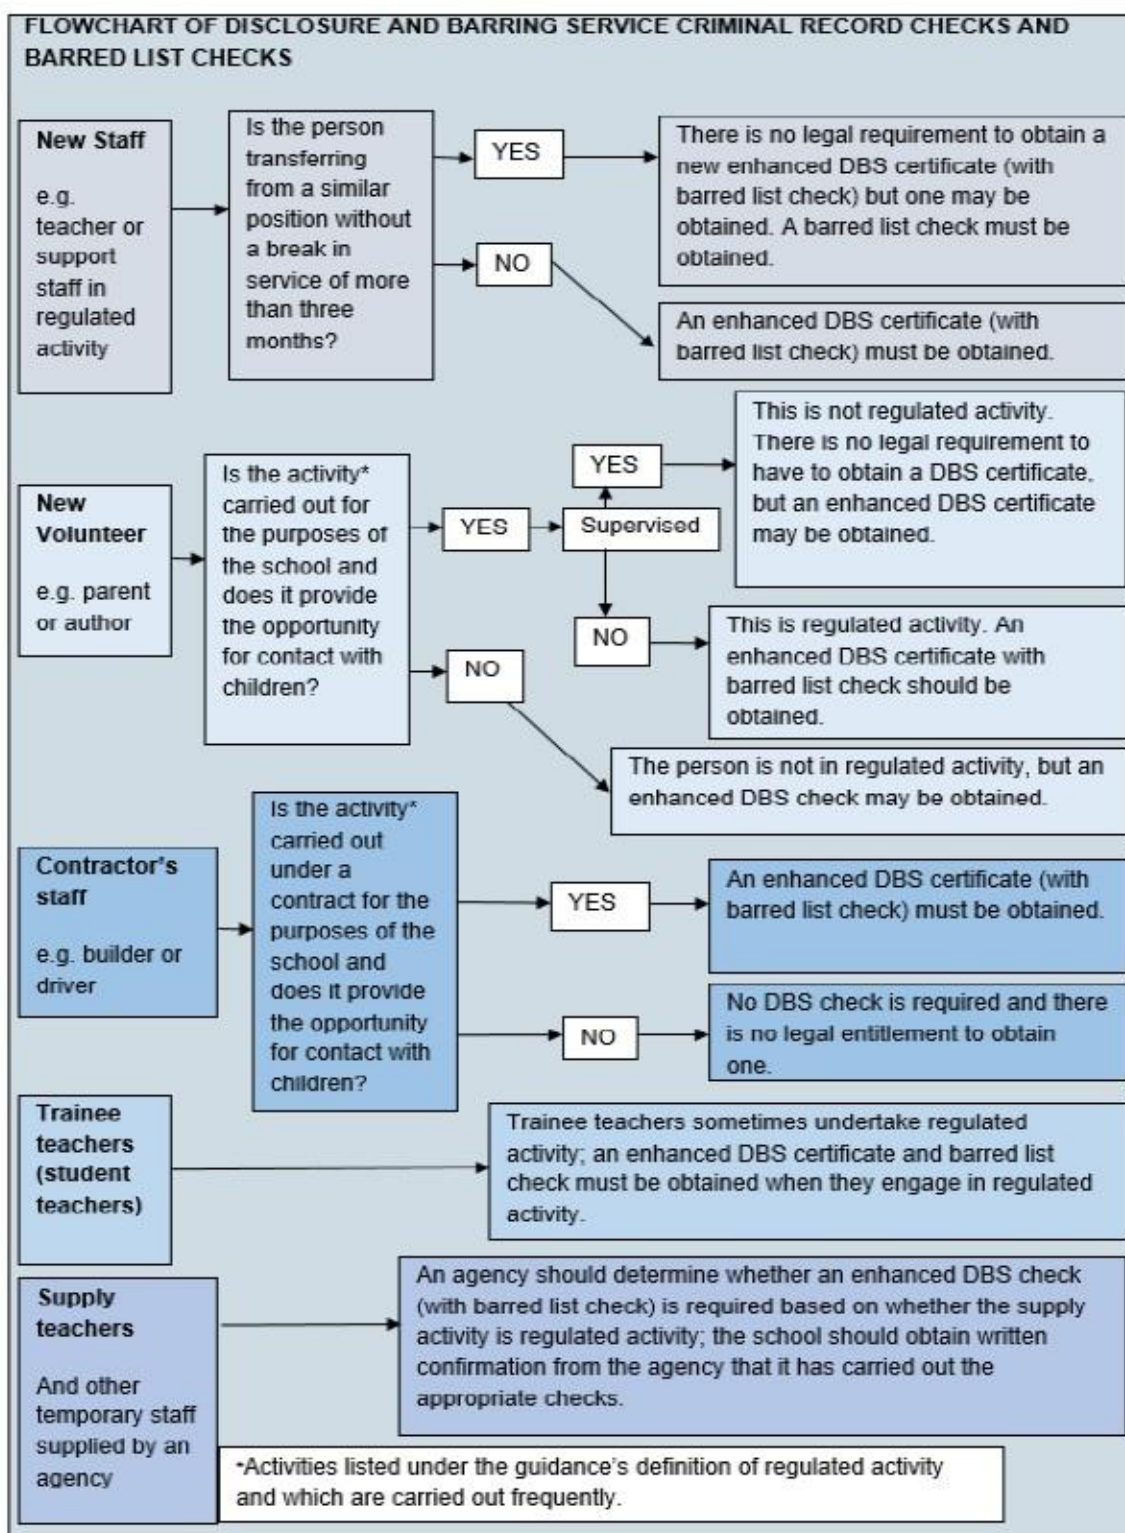 FLOWCHART OF DISCLOSURE AND BARRING SERVICE CRIMINAL RECORD CHECKS AND
BARRED LIST CHECKS
New Staff
e.g.
teacher or
support
staff in
regulated
activity
Is the person
transferring
from a similar
position without
a break in
service of more
than three
months?
YES
There is no legal requirement to obtain a
new enhanced DBS certificate (with
barred list check) but one may be
obtained. A barred list check must be
obtained.
NO
An enhanced DBS certificate (with
barred list check) must be obtained.
New
Volunteer
e.g. parent
or author
Is the activity*
carried out for
the purposes of
the school and
does it provide
the opportunity
for contact with
children?
YES
Supervised
YES
This is not regulated activity.
There is no legal requirement to
have to obtain a DBS certificate,
but an enhanced DBS certificate
may be obtained.
NO
This is regulated activity. An
enhanced DBS certificate with
barred list check should be
obtained.
NO
The person is not in regulated activity, but an
enhanced DBS check may be obtained.
Contractor's
staff
e.g. builder or
driver
Is the activity*
carried out
under a
contract for the
purposes of the
school and
does it provide
the opportunity
for contact with
children?
YES
An enhanced DBS certificate (with
barred list check) must be obtained.
NO
No DBS check is required and there
is no legal entitlement to obtain
one.
Trainee
teachers
(student
teachers)
Trainee teachers sometimes undertake regulated
activity; an enhanced DBS certificate and barred list
check must be obtained when they engage in regulated
activity.
Supply
teachers
And other
temporary staff
supplied by an
agency
An agency should determine whether an enhanced DBS check
(with barred list check) is required based on whether the supply
activity is regulated activity; the school should obtain written
confirmation from the agency that it has carried out the
appropriate checks.
*Activities listed under the guidance's definition of regulated activity
and which are carried out frequently.